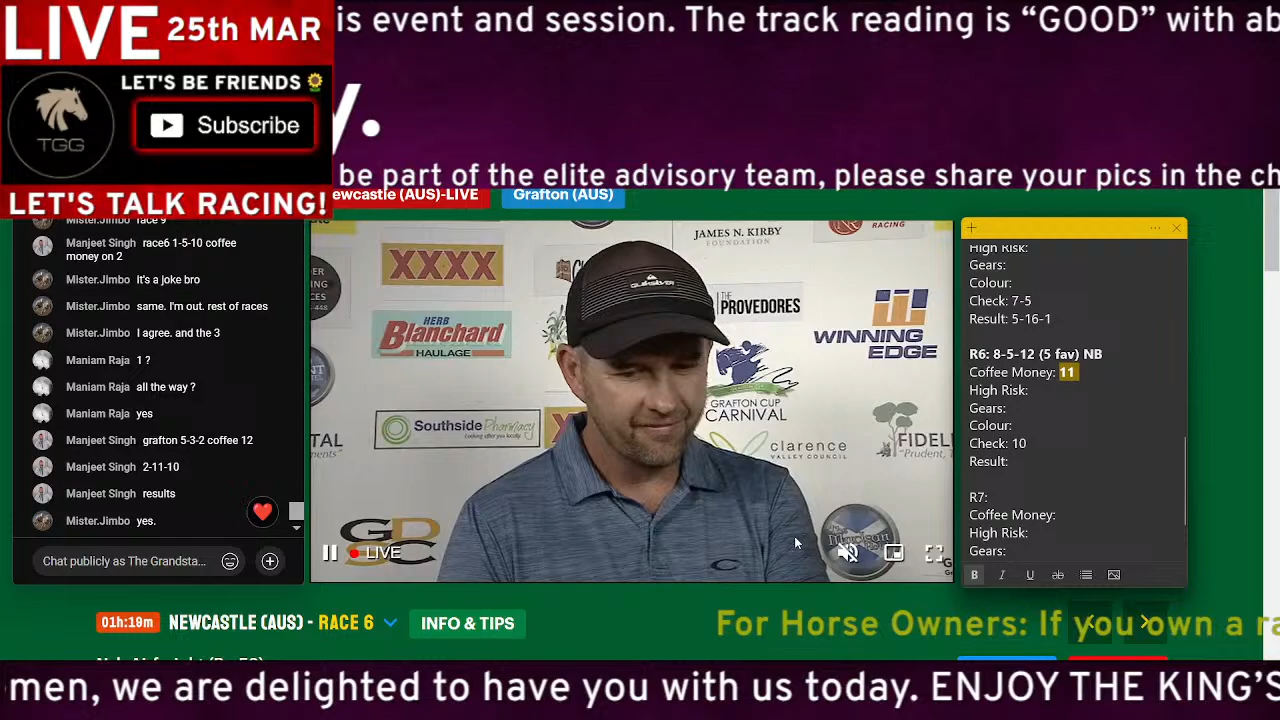 LIVE 25th MAR
is event and session. The track reading is “GOOD” with ab
LET'S BE FRIENDS
TGG
Subscribe
y.
be part of the elite advisory team, please share your pics in the ch
LET'S TALK RACING!
ewcastle (AUS)-LIVE
Grafton (AUS)
Mister.Jimbo race 9
Manjeet Singh race6 1-5-10 coffee
money on 2
Mister.Jimbo It's a joke bro
Mister.Jimbo same. I'm out. rest of races
Mister.Jimbo I agree. and the 3
Maniam Raja 1 ?
Maniam Raja all the way ?
Maniam Raja yes
Manjeet Singh grafton 5-3-2 coffee 12
Manjeet Singh 2-11-10
Manjeet Singh results
Mister.Jimbo yes.
Chat publicly as The Grandsta...
JAMES N. KIRBY
FOUNDATION
RACING
XXXX
HERB
Blanchard
HAULAGE
THE
PROVEDORES
WINNING
EDGE
QUIKSILVER
GRAFTON CUP
CARNIVAL
Southside Pharmacy
clarence
VALLEY COUNCIL
FIDEL
GDSC
LIVE
High Risk:
Gears:
Colour:
Check: 7-5
Result: 5-16-1
R6: 8-5-12 (5 fav) NB
Coffee Money: 11
High Risk:
Gears:
Colour:
Check: 10
Result:
R7:
Coffee Money:
High Risk:
Gears:
B I U ab
01h:19m NEWCASTLE (AUS) - RACE 6
INFO & TIPS
For Horse Owners: If you own a ra
men, we are delighted to have you with us today. ENJOY THE KING'S